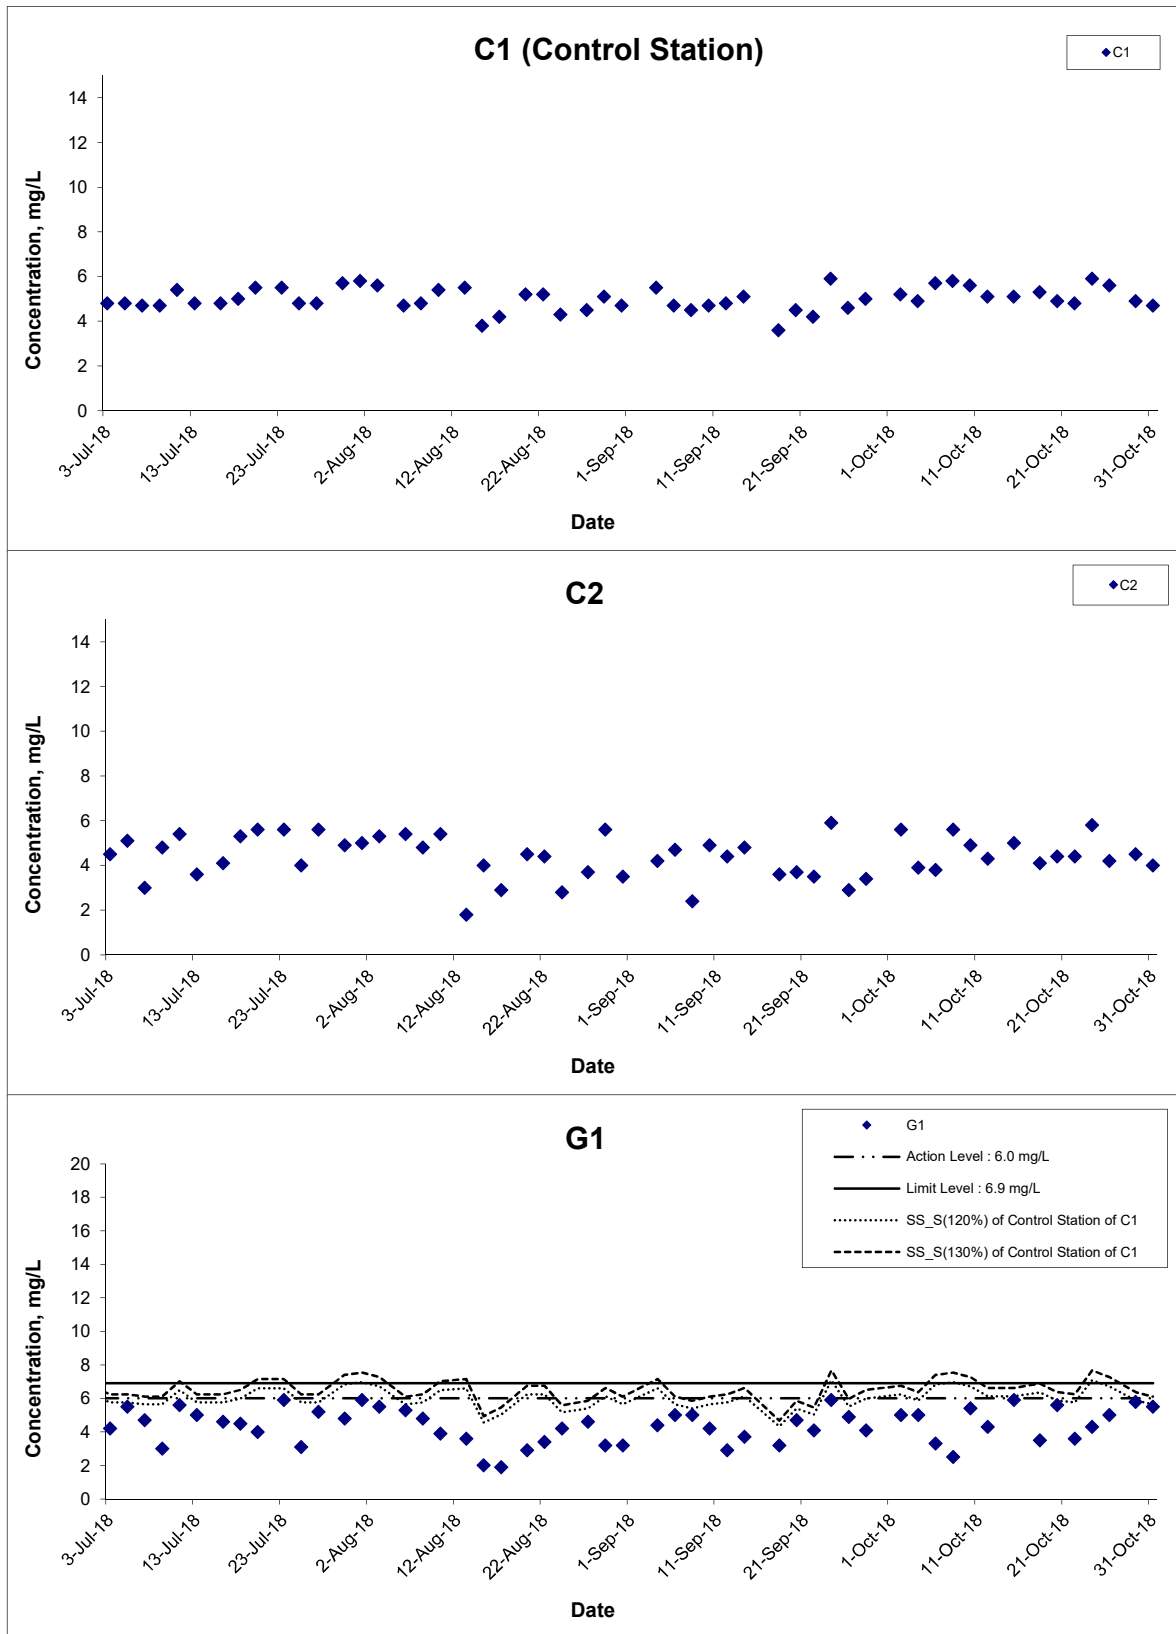 C1 (Control Station)
C1
Concentration, mg/L
14
12
10
8
6
4
2
0
3-Jul-18
13-Jul-18
23-Jul-18
2-Aug-18
12-Aug-18
22-Aug-18
1-Sep-18
11-Sep-18
21-Sep-18
1-Oct-18
11-Oct-18
21-Oct-18
31-Oct-18
Date
C2
C2
Concentration, mg/L
14
12
10
8
6
4
2
0
3-Jul-18
13-Jul-18
23-Jul-18
2-Aug-18
12-Aug-18
22-Aug-18
1-Sep-18
11-Sep-18
21-Sep-18
1-Oct-18
11-Oct-18
21-Oct-18
31-Oct-18
Date
G1
G1
Action Level : 6.0 mg/L
Limit Level : 6.9 mg/L
SS_S(120%) of Control Station of C1
SS_S(130%) of Control Station of C1
Concentration, mg/L
20
18
16
14
12
10
8
6
4
2
0
3-Jul-18
13-Jul-18
23-Jul-18
2-Aug-18
12-Aug-18
22-Aug-18
1-Sep-18
11-Sep-18
21-Sep-18
1-Oct-18
11-Oct-18
21-Oct-18
31-Oct-18
Date